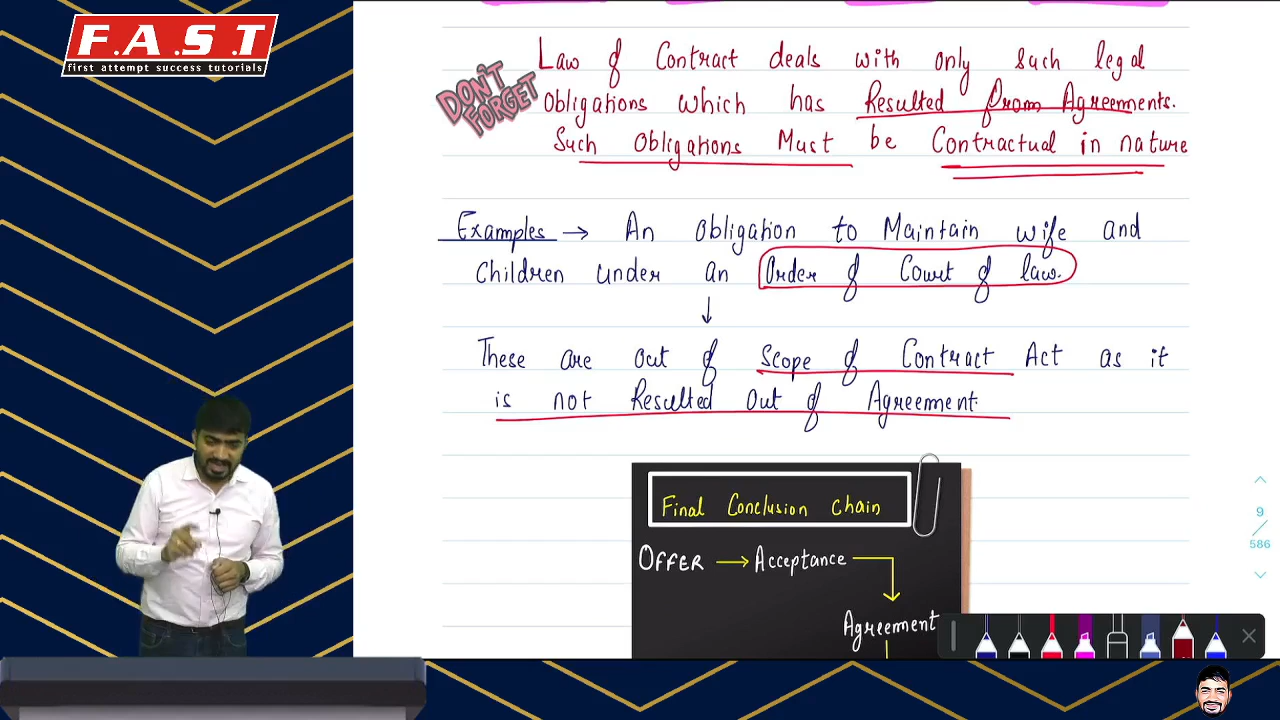 F.A.S.T
first attempt success tutorials
DON'T
FORGET
Law of Contract deals with only such legal
Obligations which has Resulted from Agreements.
Such Obligations Must be Contractual in nature
Examples → An Obligation to Maintain wife and
Children under an Order of Court of law.
↓
These are out of Scope of Contract Act as it
is not Resulted Out of Agreement
Final Conclusion Chain
OFFER → Acceptance
Agreement
9
/
586